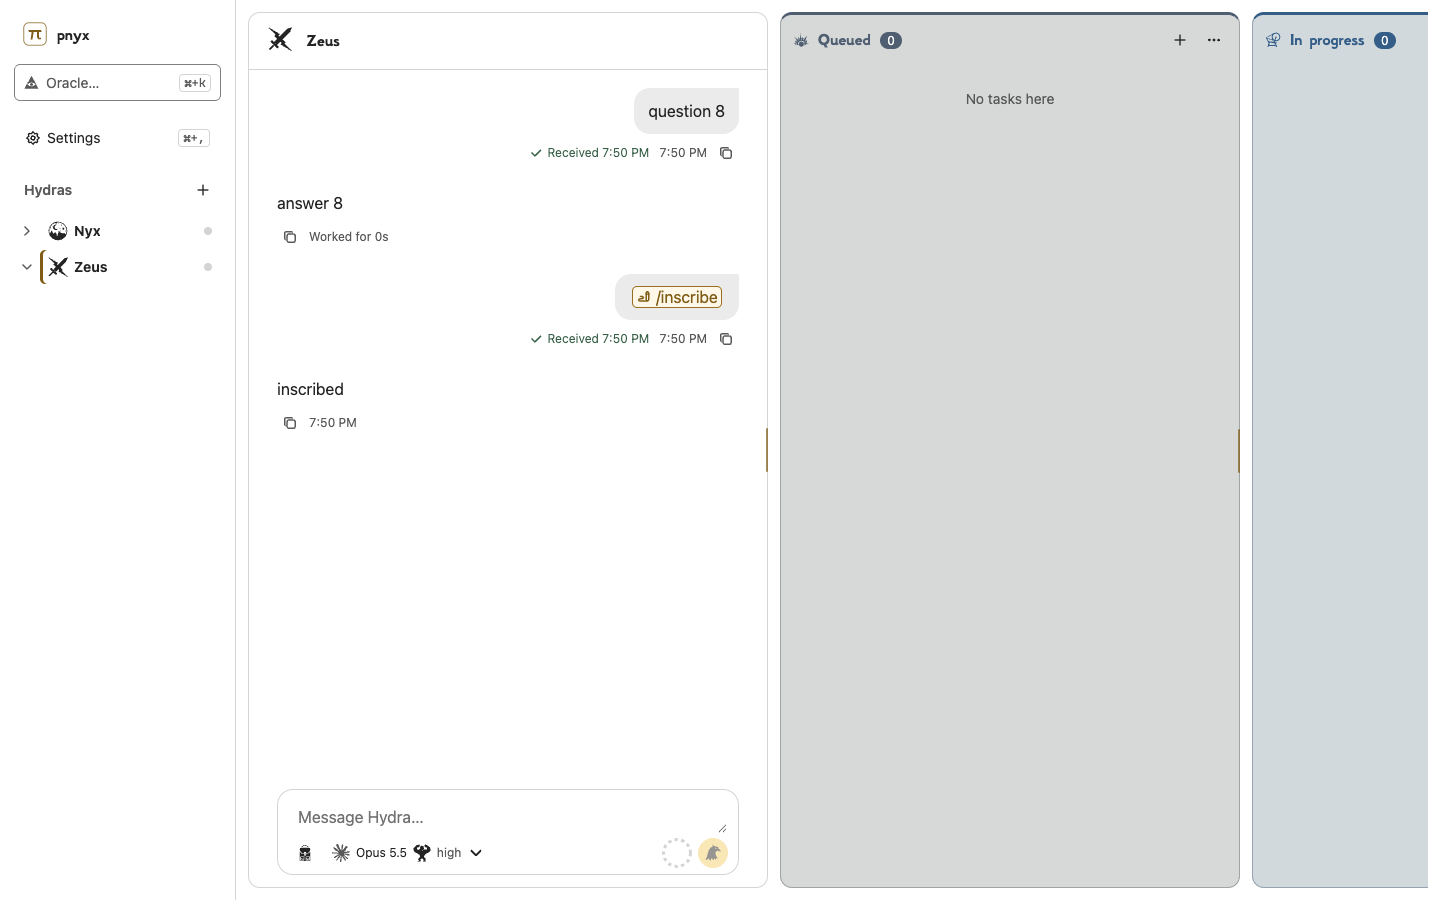 pnyx
Oracle...
⌘+k
Settings
⌘+,
Hydras
Nyx
Zeus
Zeus
question 8
Received 7:50 PM 7:50 PM
answer 8
Worked for 0s
/inscribe
Received 7:50 PM 7:50 PM
inscribed
7:50 PM
Message Hydra...
Opus 5.5 high
Queued 0
No tasks here
In progress 0